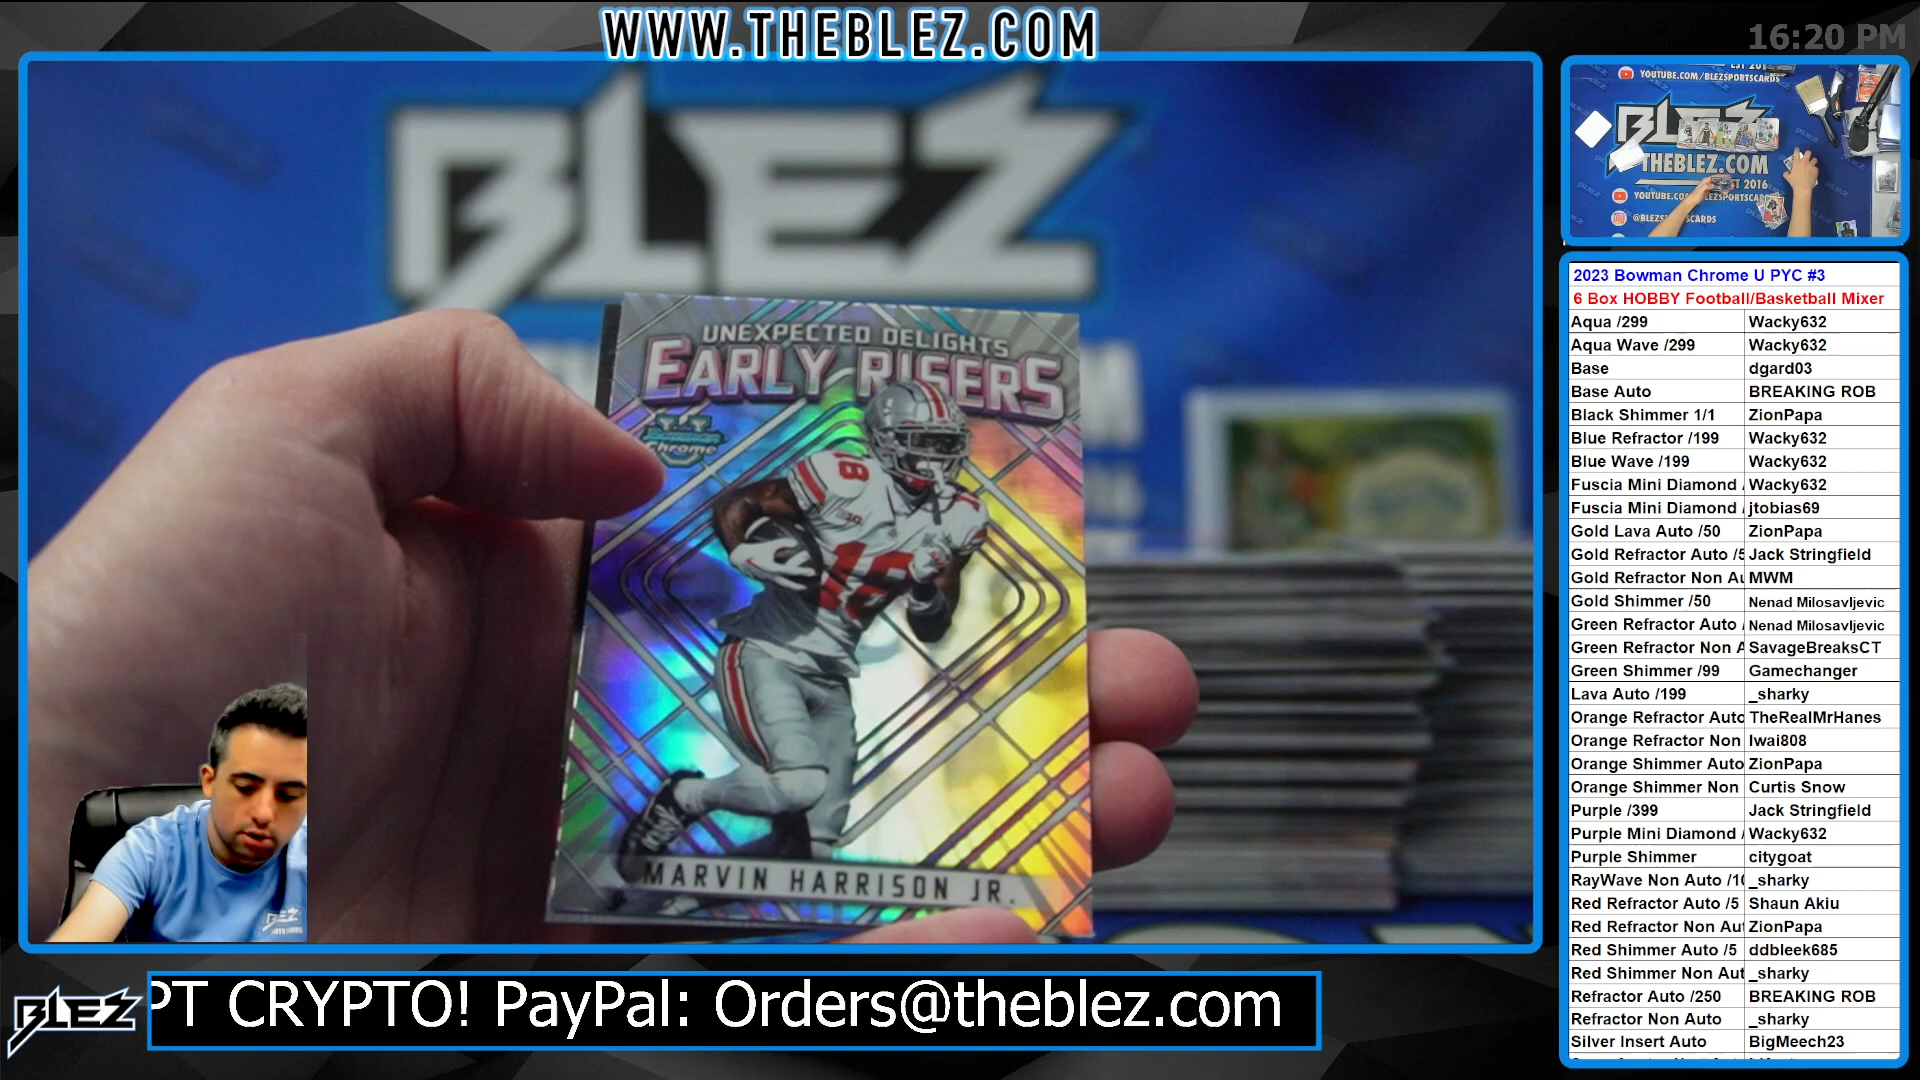 WWW.THEBLEZ.COM
16:20 PM
BLEZ
UNEXPECTED DELIGHTS
EARLY RISERS
Bowman
Chrome
18
18
MARVIN HARRISON JR.
YOUTUBE.COM/BLEZSPORTSCARDS
THEBLEZ.COM
2016
2023 Bowman Chrome U PYC #3
6 Box HOBBY Football/Basketball Mixer
Aqua /299 Wacky632
Aqua Wave /299 Wacky632
Base dgard03
Base Auto BREAKING ROB
Black Shimmer 1/1 ZionPapa
Blue Refractor /199 Wacky632
Blue Wave /199 Wacky632
Fuscia Mini Diamond Wacky632
Fuscia Mini Diamond jtobias69
Gold Lava Auto /50 ZionPapa
Gold Refractor Auto /5 Jack Stringfield
Gold Refractor Non Au MWM
Gold Shimmer /50 Nenad Milosavljevic
Green Refractor Auto Nenad Milosavljevic
Green Refractor Non A SavageBreaksCT
Green Shimmer /99 Gamechanger
Lava Auto /199 _sharky
Orange Refractor Auto TheRealMrHanes
Orange Refractor Non Iwai808
Orange Shimmer Auto ZionPapa
Orange Shimmer Non Curtis Snow
Purple /399 Jack Stringfield
Purple Mini Diamond / Wacky632
Purple Shimmer citygoat
RayWave Non Auto /10 _sharky
Red Refractor Auto /5 Shaun Akiu
Red Refractor Non Aut ZionPapa
Red Shimmer Auto /5 ddbleek685
Red Shimmer Non Aut _sharky
Refractor Auto /250 BREAKING ROB
Refractor Non Auto _sharky
Silver Insert Auto BigMeech23
BLEZ
PT CRYPTO! PayPal: Orders@theblez.com